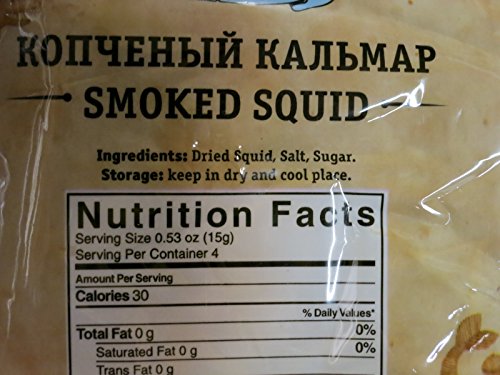 КОПЧЕНЫЙ КАЛЬМАР
SMOKED SQUID
Ingredients: Dried Squid, Salt, Sugar.
Storage: keep in dry and cool place.
Nutrition Facts
Serving Size 0.53 oz (15g)
Serving Per Container 4
Amount Per Serving
Calories 30
% Daily Values*
Total Fat 0 g 0%
Saturated Fat 0 g 0%
Trans Fat 0 g